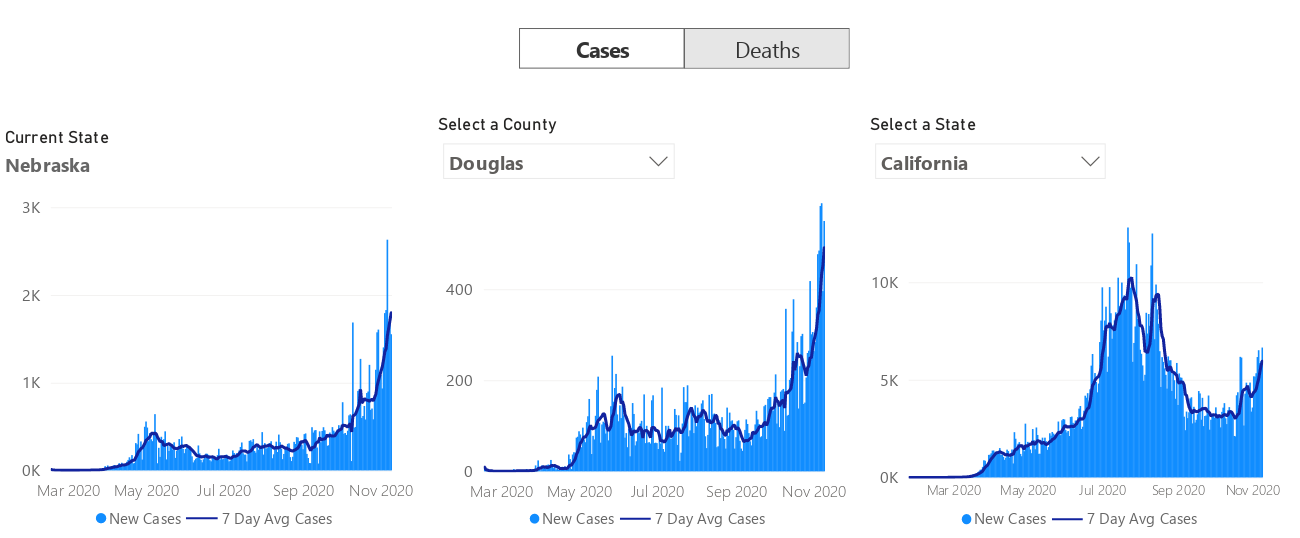 Cases
Deaths
Current State
Nebraska
3K
2K
1K
0K
Mar 2020 May 2020 Jul 2020 Sep 2020 Nov 2020
New Cases 7 Day Avg Cases
Select a County
Douglas
400
200
0
Mar 2020 May 2020 Jul 2020 Sep 2020 Nov 2020
New Cases 7 Day Avg Cases
Select a State
California
10K
5K
0K
Mar 2020 May 2020 Jul 2020 Sep 2020 Nov 2020
New Cases 7 Day Avg Cases